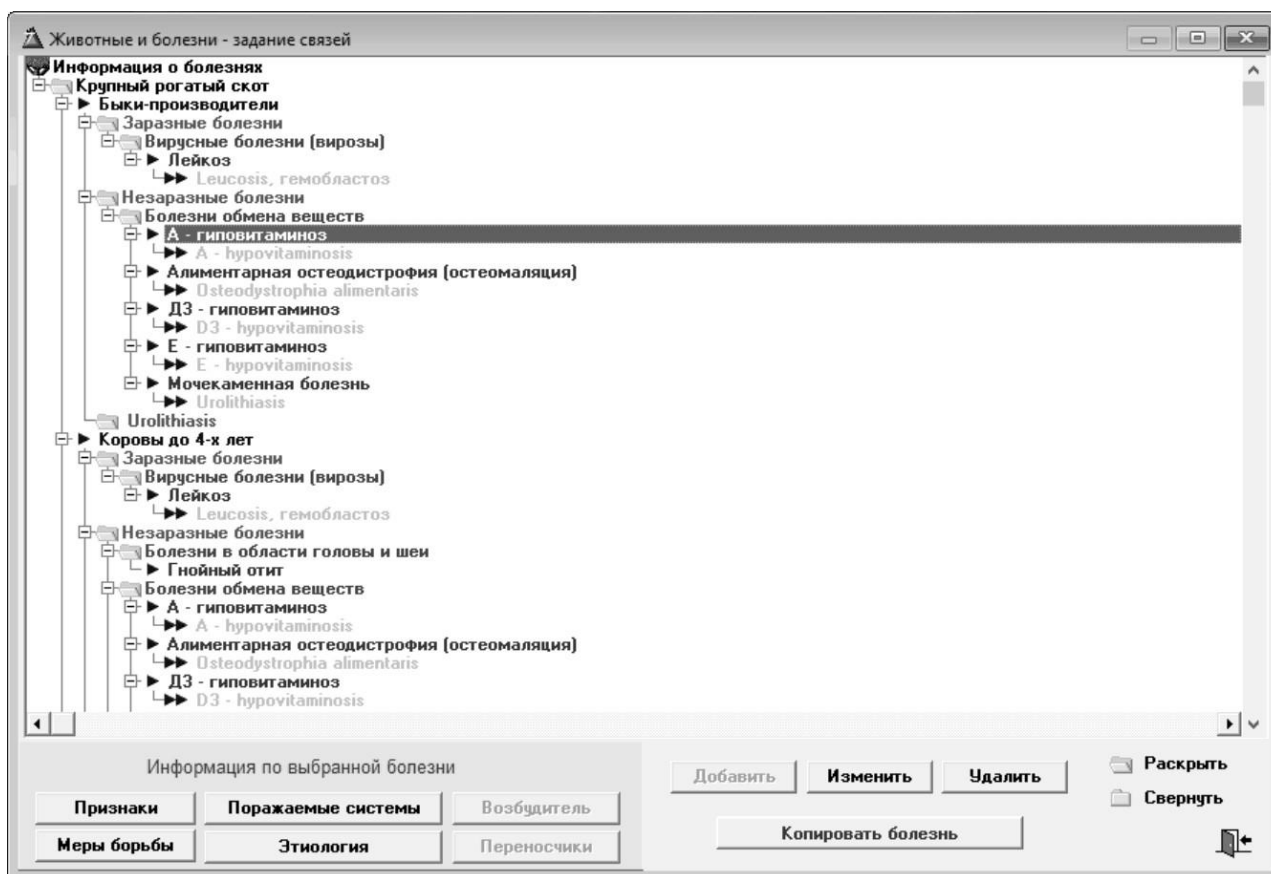 Животные и болезни - задание связей
Информация о болезнях
Крупный рогатый скот
Быки-производители
Заразные болезни
Вирусные болезни (вирозы)
Лейкоз
Leucosis, гемобластоз
Незаразные болезни
Болезни обмена веществ
А - гиповитаминоз
A - hypovitaminosis
Алиментарная остеодистрофия (остеомаляция)
Osteodystrophia alimentaris
Д3 - гиповитаминоз
D3 - hypovitaminosis
Е - гиповитаминоз
E - hypovitaminosis
Мочекаменная болезнь
Urolithiasis
Urolithiasis
Коровы до 4-х лет
Заразные болезни
Вирусные болезни (вирозы)
Лейкоз
Leucosis, гемобластоз
Незаразные болезни
Болезни в области головы и шеи
Гнойный отит
Болезни обмена веществ
А - гиповитаминоз
A - hypovitaminosis
Алиментарная остеодистрофия (остеомаляция)
Osteodystrophia alimentaris
Д3 - гиповитаминоз
D3 - hypovitaminosis
Информация по выбранной болезни
Признаки Поражаемые системы Возбудитель
Меры борьбы Этиология Переносчики
Добавить Изменить Удалить
Копировать болезнь
Раскрыть
Свернуть